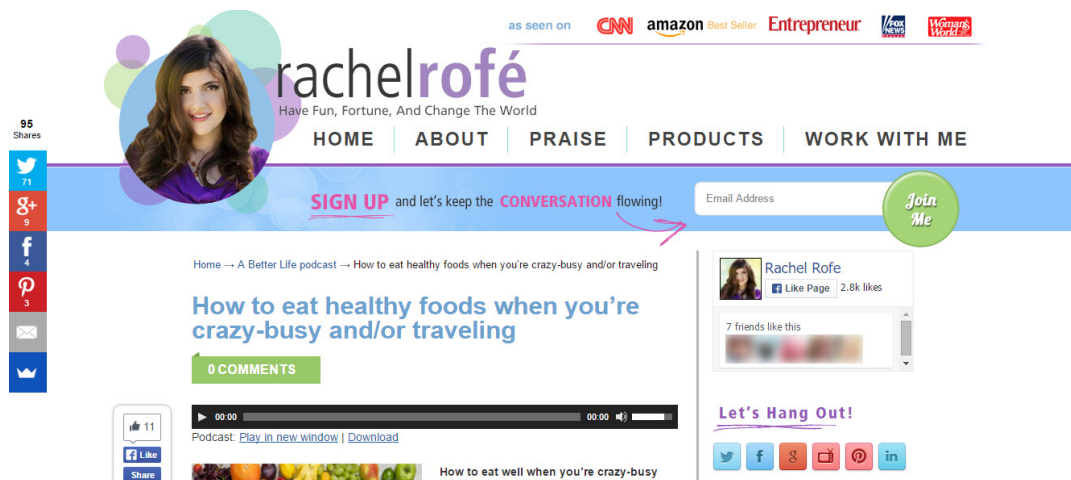 as seen on CNN amazon Best Seller Entrepreneur FOX NEWS Woman's World
rachelrofé
Have Fun, Fortune, And Change The World
HOME ABOUT PRAISE PRODUCTS WORK WITH ME
95
Shares
71
g+
9
f
4
3
SIGN UP and let's keep the CONVERSATION flowing!
Email Address
Join
Me
Home → A Better Life podcast → How to eat healthy foods when you're crazy-busy and/or traveling
How to eat healthy foods when you're
crazy-busy and/or traveling
0 COMMENTS
00:00 00:00
Podcast: Play in new window | Download
11
Like
Share
How to eat well when you're crazy-busy
Rachel Rofe
Like Page 2.8k likes
7 friends like this
Let's Hang Out!
f 8 in